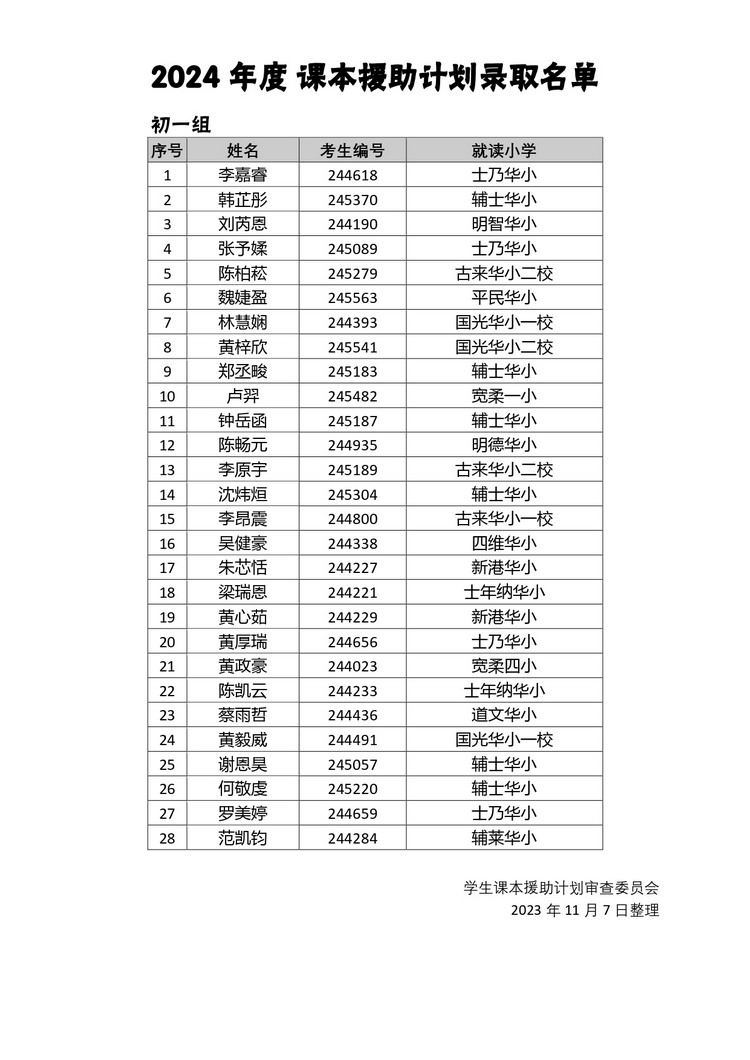 2024 年度 课本援助计划录取名单
初一组
序号 姓名 考生编号 就读小学
1 李嘉睿 244618 士乃华小
2 韩芷彤 245370 辅士华小
3 刘芮恩 244190 明智华小
4 张予媃 245089 士乃华小
5 陈柏菘 245279 古来华小二校
6 魏婕盈 245563 平民华小
7 林慧娴 244393 国光华小一校
8 黄梓欣 245541 国光华小二校
9 郑丞畯 245183 辅士华小
10 卢羿 245482 宽柔一小
11 钟岳函 245187 辅士华小
12 陈畅元 244935 明德华小
13 李原宇 245189 古来华小二校
14 沈炜烜 245304 辅士华小
15 李昂震 244800 古来华小一校
16 吴健豪 244338 四维华小
17 朱芯恬 244227 新港华小
18 梁瑞恩 244221 士年纳华小
19 黄心茹 244229 新港华小
20 黄厚瑞 244656 士乃华小
21 黄政豪 244023 宽柔四小
22 陈凯云 244233 士年纳华小
23 蔡雨哲 244436 道文华小
24 黄毅威 244491 国光华小一校
25 谢恩昊 245057 辅士华小
26 何敬虔 245220 辅士华小
27 罗美婷 244659 士乃华小
28 范凯钧 244284 辅莱华小
学生课本援助计划审查委员会
2023 年 11 月 7 日整理